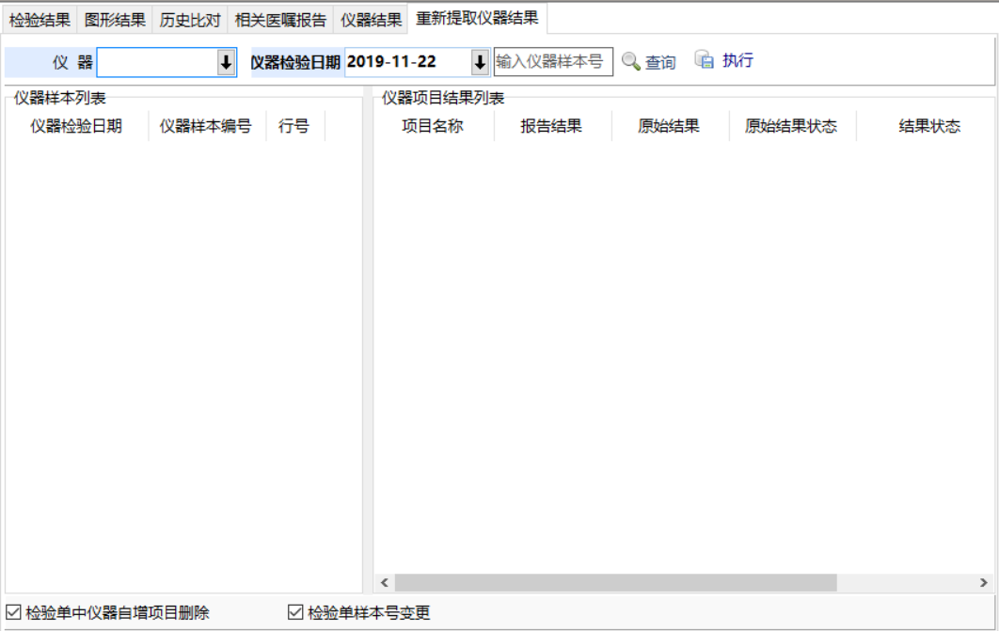 检验结果 图形结果 历史比对 相关医嘱报告 仪器结果 重新提取仪器结果
仪 器 仪器检验日期 2019-11-22 输入仪器样本号 查询 执行
仪器样本列表 仪器项目结果列表
仪器检验日期 仪器样本编号 行号 项目名称 报告结果 原始结果 原始结果状态 结果状态
检验单中仪器自增项目删除 检验单样本号变更